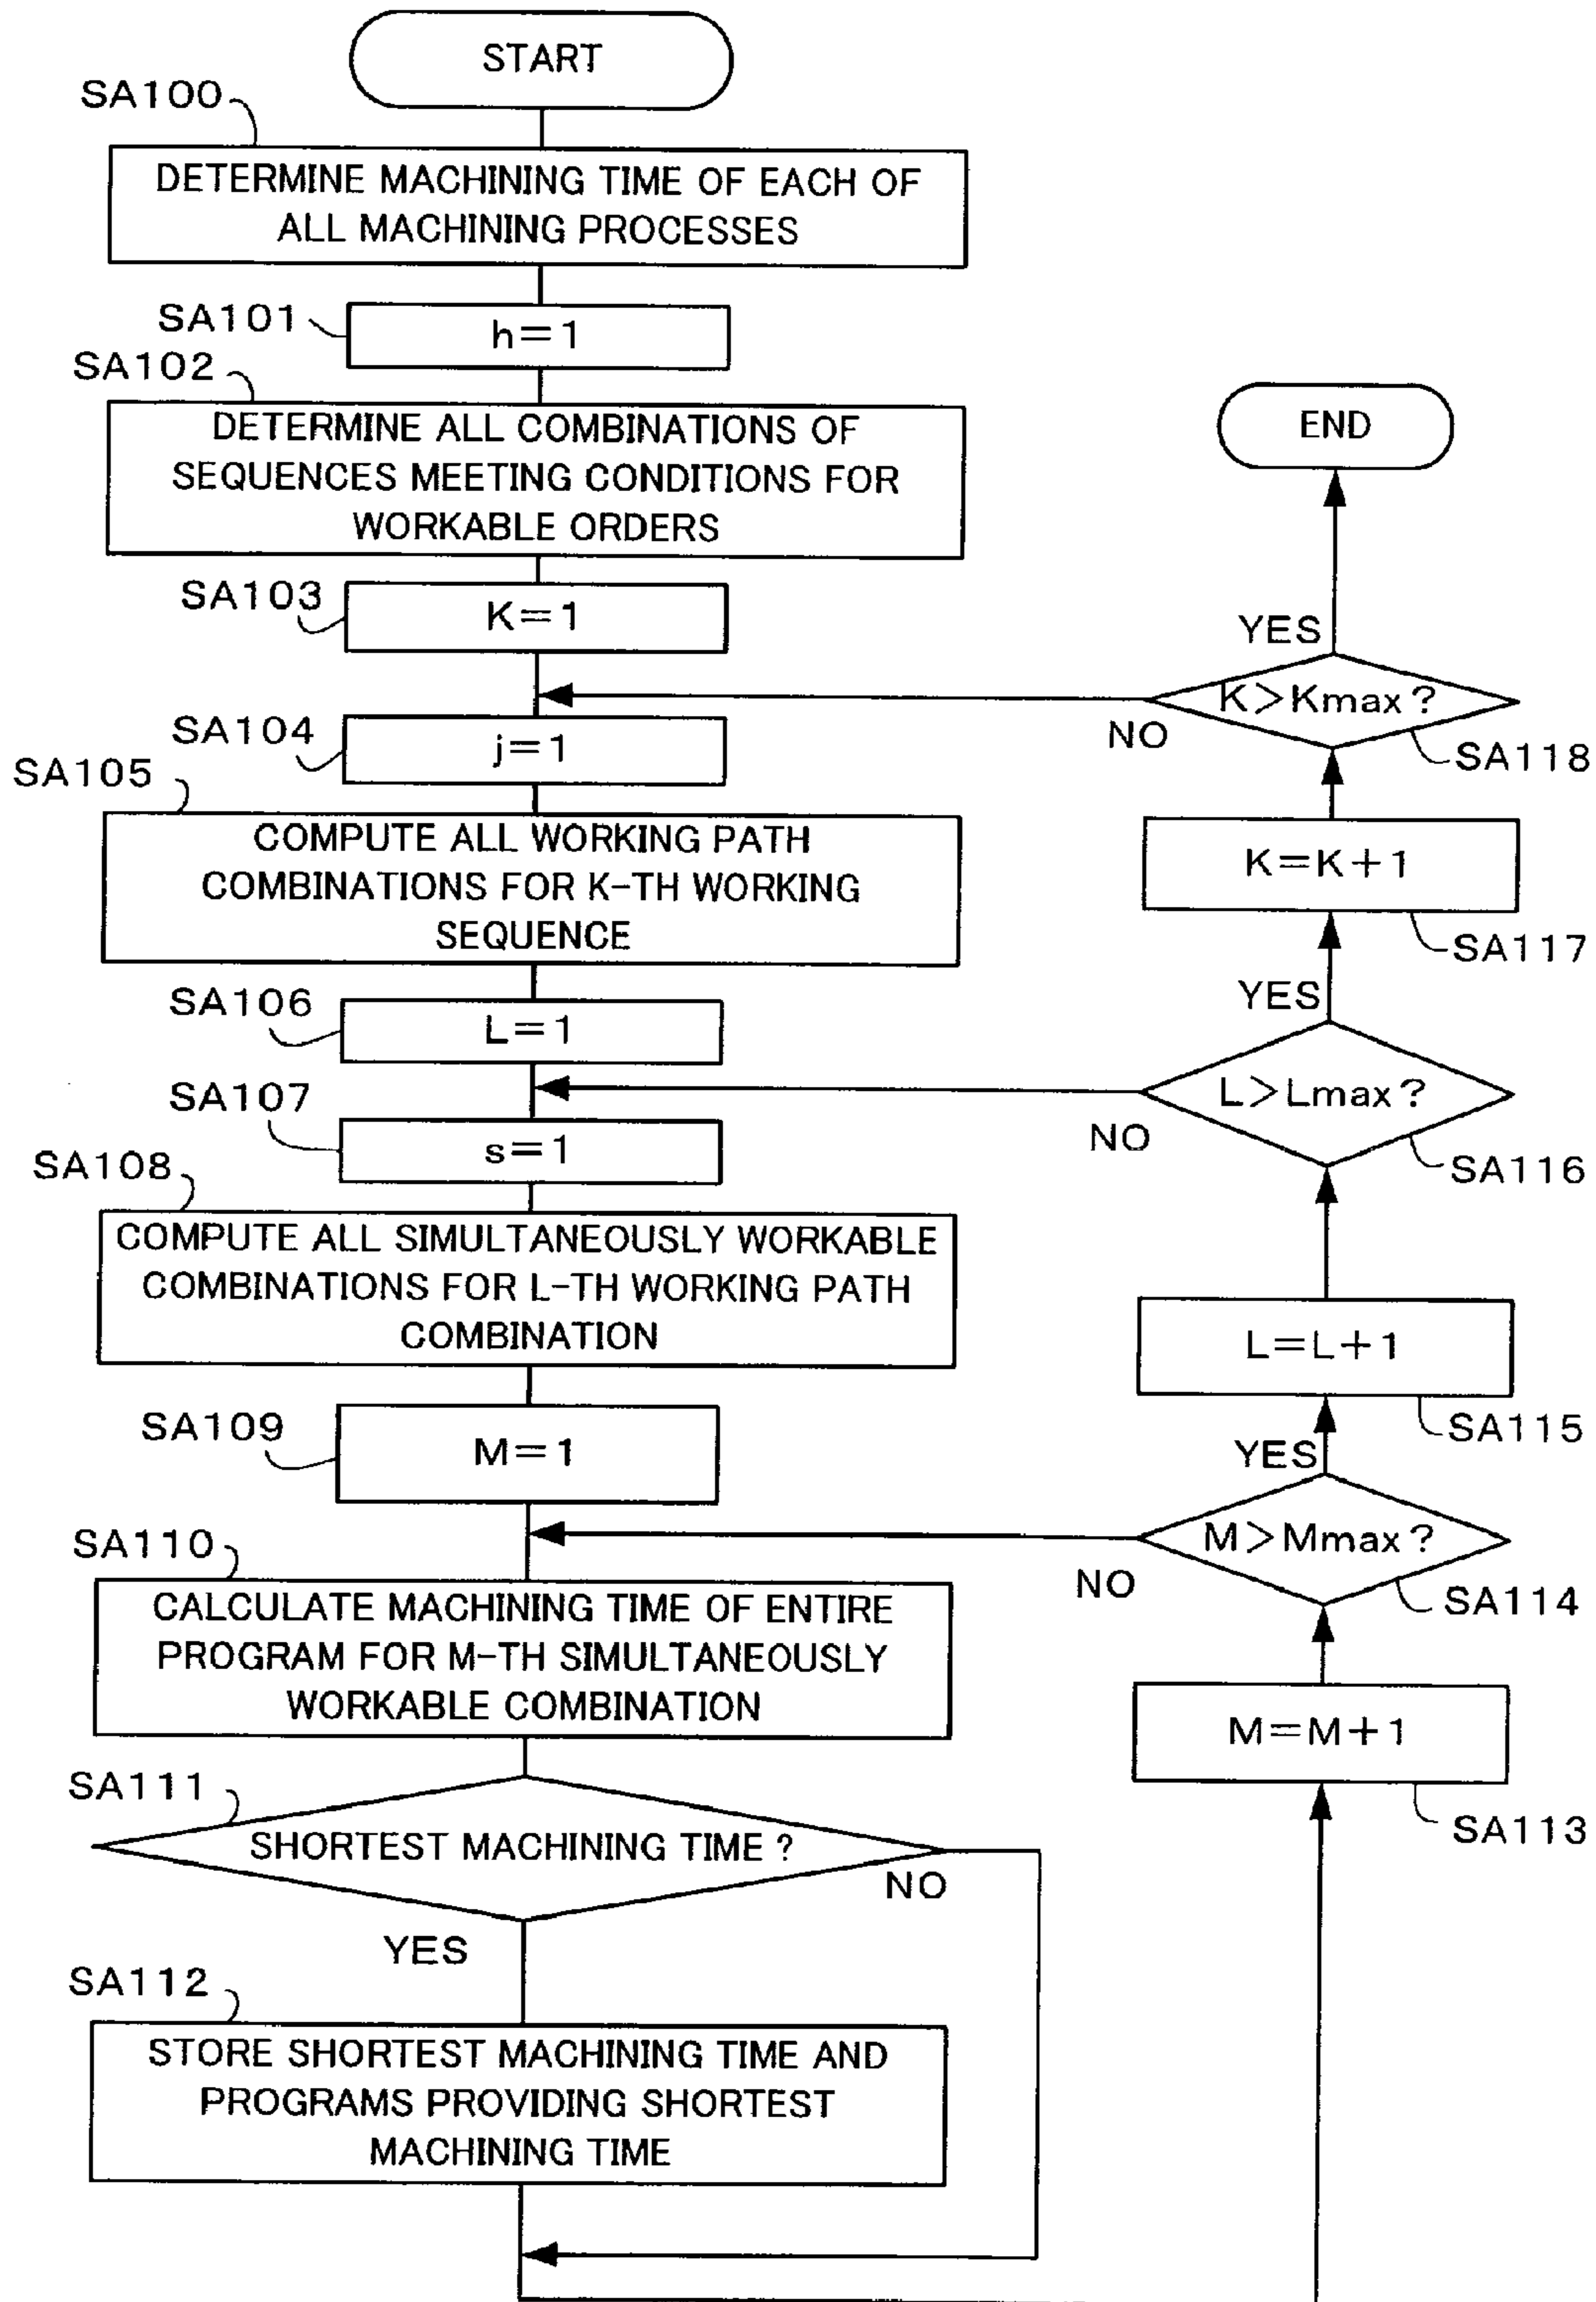 START
SA100
DETERMINE MACHINING TIME OF EACH OF
ALL MACHINING PROCESSES
SA101
h=1
SA102
DETERMINE ALL COMBINATIONS OF
SEQUENCES MEETING CONDITIONS FOR
WORKABLE ORDERS
SA103
K=1
SA104
j=1
SA105
COMPUTE ALL WORKING PATH
COMBINATIONS FOR K-TH WORKING
SEQUENCE
SA106
L=1
SA107
s=1
SA108
COMPUTE ALL SIMULTANEOUSLY WORKABLE
COMBINATIONS FOR L-TH WORKING PATH
COMBINATION
SA109
M=1
SA110
CALCULATE MACHINING TIME OF ENTIRE
PROGRAM FOR M-TH SIMULTANEOUSLY
WORKABLE COMBINATION
SA111
SHORTEST MACHINING TIME ?
NO
YES
SA112
STORE SHORTEST MACHINING TIME AND
PROGRAMS PROVIDING SHORTEST
MACHINING TIME
END
YES
K>Kmax?
NO
SA118
K=K+1
SA117
YES
L>Lmax?
NO
SA116
L=L+1
SA115
YES
M>Mmax?
NO
SA114
M=M+1
SA113